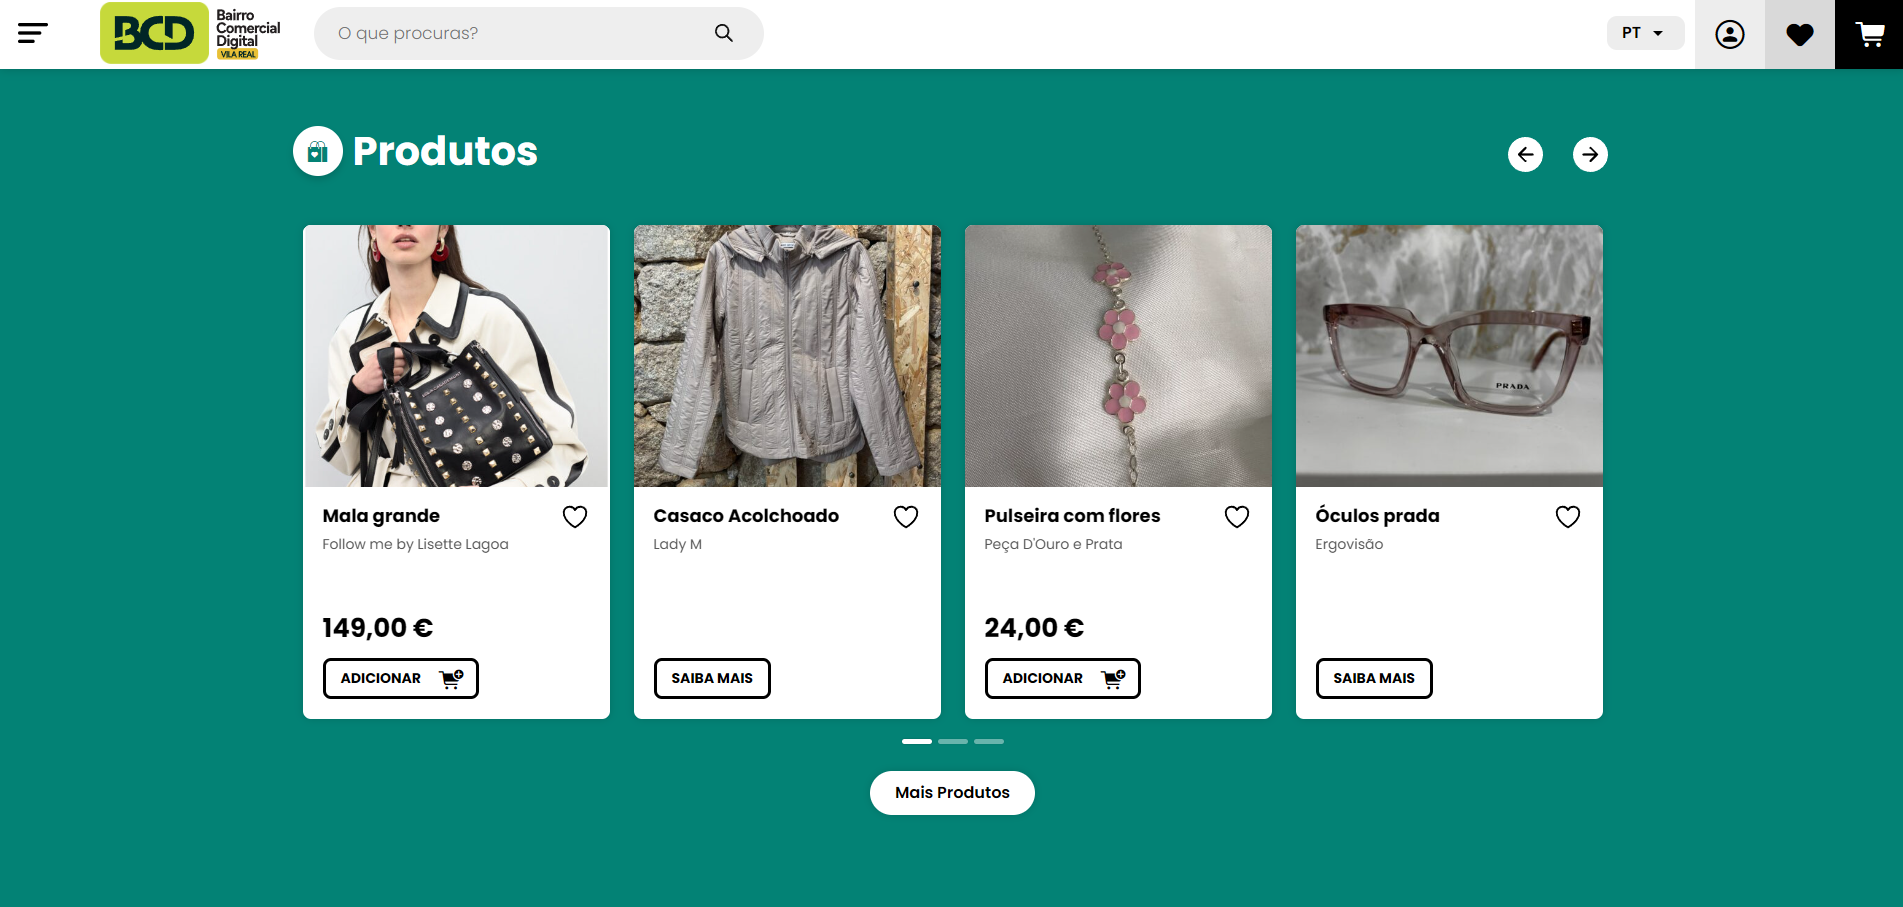 BCD
Bairro
Comercial
Digital
VILA REAL
O que procuras?
PT
Produtos
PRADA
Mala grande
Follow me by Lisette Lagoa
149,00 €
ADICIONAR
Casaco Acolchoado
Lady M
SAIBA MAIS
Pulseira com flores
Peça D'Ouro e Prata
24,00 €
ADICIONAR
Óculos prada
Ergovisão
SAIBA MAIS
Mais Produtos